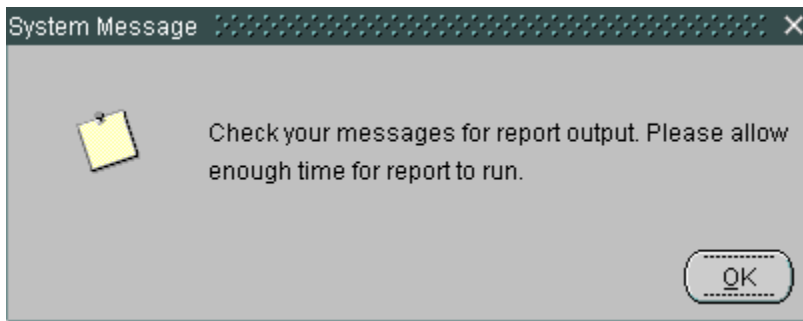 System Message
Check your messages for report output. Please allow
enough time for report to run.
OK